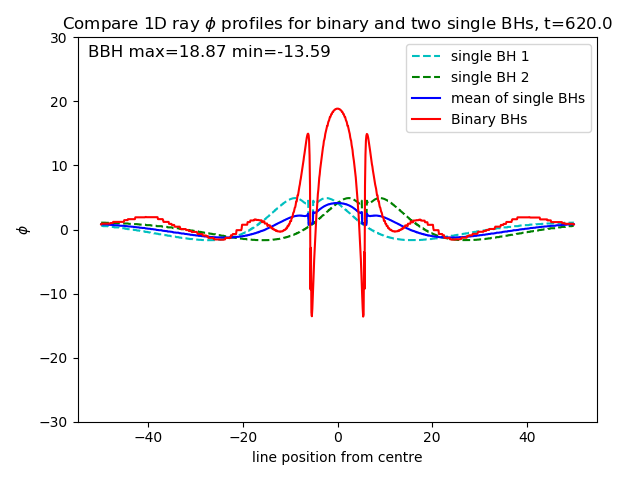 Compare 1D ray ϕ profiles for binary and two single BHs, t=620.0
BBH max=18.87 min=-13.59
single BH 1
single BH 2
mean of single BHs
Binary BHs
30
20
10
0
−10
−20
−30
ϕ
−40
−20
0
20
40
line position from centre